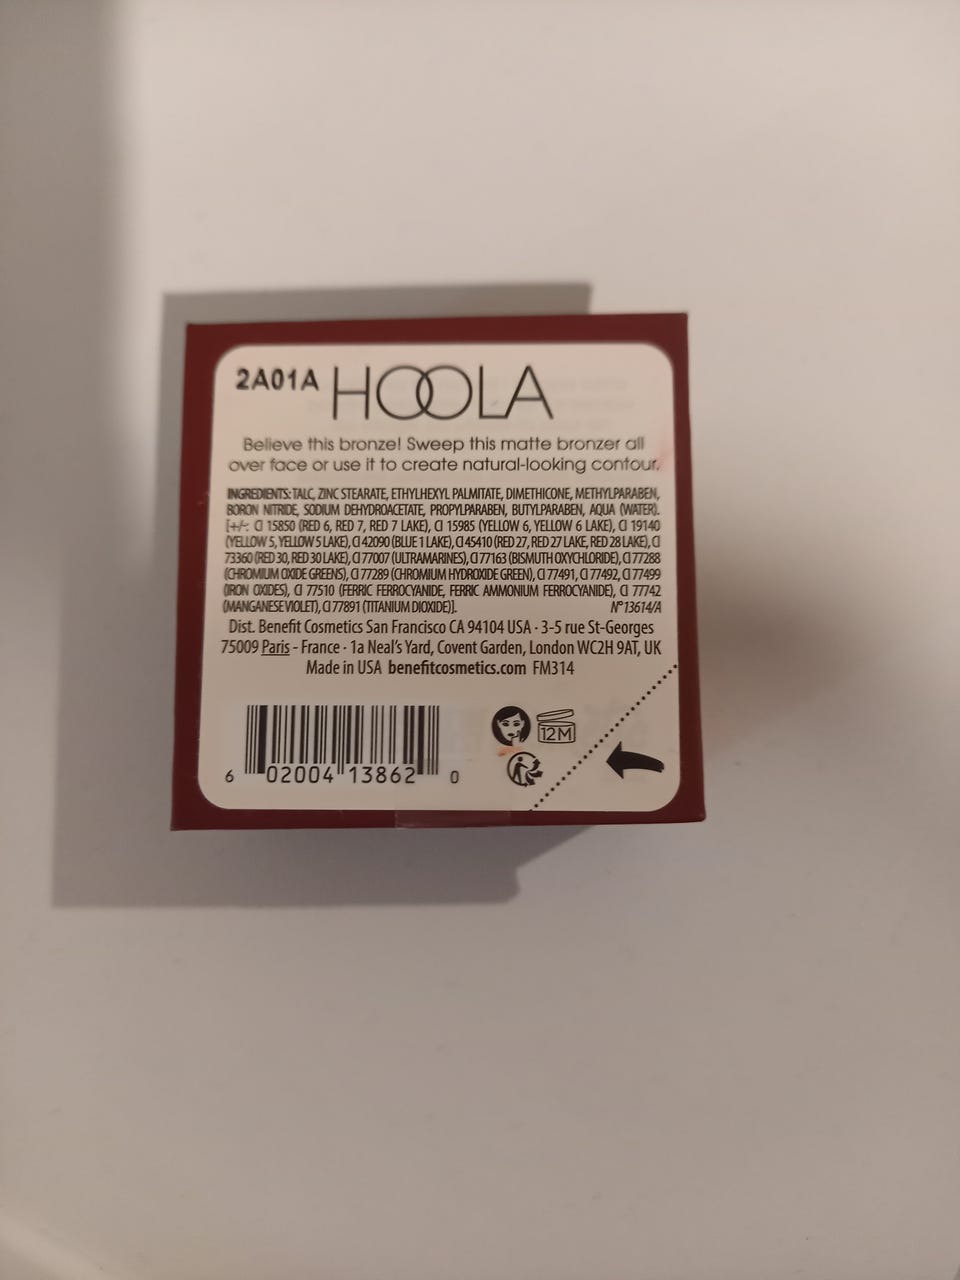 2A01A HOOLA
Believe this bronze! Sweep this matte bronzer all
over face or use it to create natural-looking contour.
INGREDIENTS: TALC, ZINC STEARATE, ETHYLHEXYL PALMITATE, DIMETHICONE, METHYLPARABEN,
BORON NITRIDE, SODIUM DEHYDROACETATE, PROPYLPARABEN, BUTYLPARABEN, AQUA (WATER).
[+/-: CI 15850 (RED 6, RED 7, RED 7 LAKE), CI 15985 (YELLOW 6, YELLOW 6 LAKE), CI 19140
(YELLOW 5, YELLOW 5 LAKE), CI 42090 (BLUE 1 LAKE), CI 45410 (RED 27, RED 27 LAKE, RED 28 LAKE), CI
73360 (RED 30, RED 30 LAKE), CI 77007 (ULTRAMARINES), CI 77163 (BISMUTH OXYCHLORIDE), CI 77288
(CHROMIUM OXIDE GREENS), CI 77289 (CHROMIUM HYDROXIDE GREEN), CI 77491, CI 77492, CI 77499
(IRON OXIDES), CI 77510 (FERRIC FERROCYANIDE, FERRIC AMMONIUM FERROCYANIDE), CI 77742
(MANGANESE VIOLET), CI 77891 (TITANIUM DIOXIDE)]. N° 13614/A
Dist. Benefit Cosmetics San Francisco CA 94104 USA · 3-5 rue St-Georges
75009 Paris - France · 1a Neal's Yard, Covent Garden, London WC2H 9AT, UK
Made in USA benefitcosmetics.com FM314
12M
6 02004 13862 0